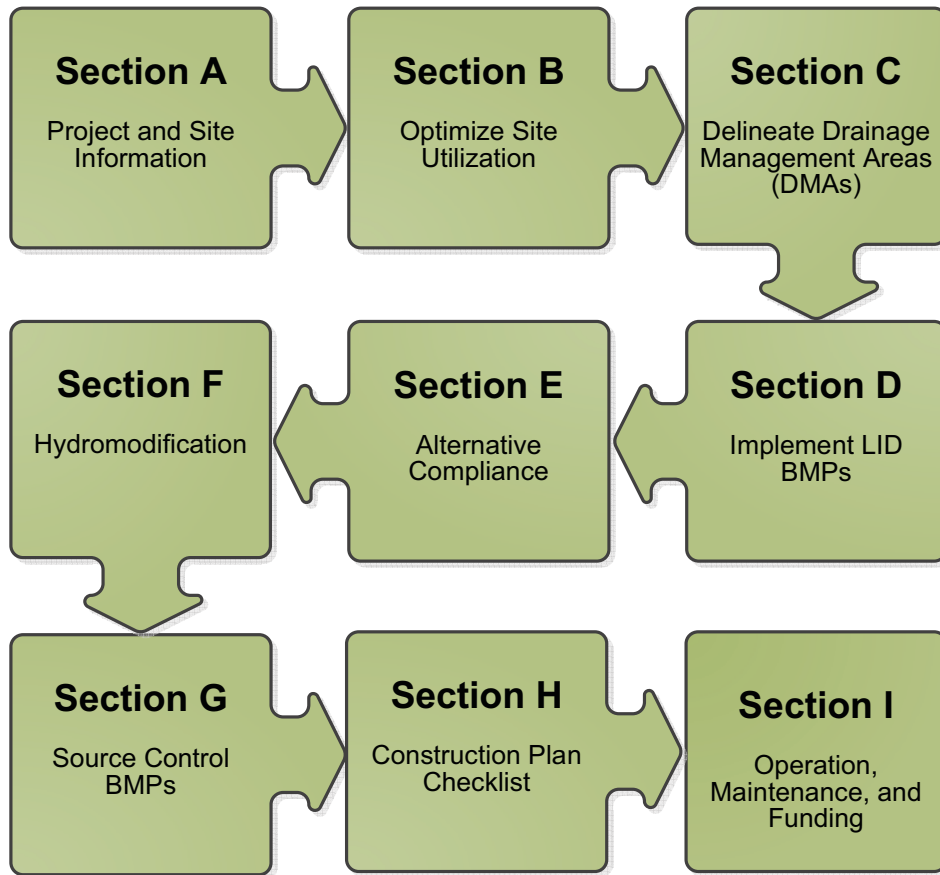 Section A
Project and Site
Information
Section B
Optimize Site
Utilization
Section C
Delineate Drainage
Management Areas
(DMAs)
Section D
Implement LID
BMPs
Section E
Alternative
Compliance
Section F
Hydromodification
Section G
Source Control
BMPs
Section H
Construction Plan
Checklist
Section I
Operation,
Maintenance, and
Funding